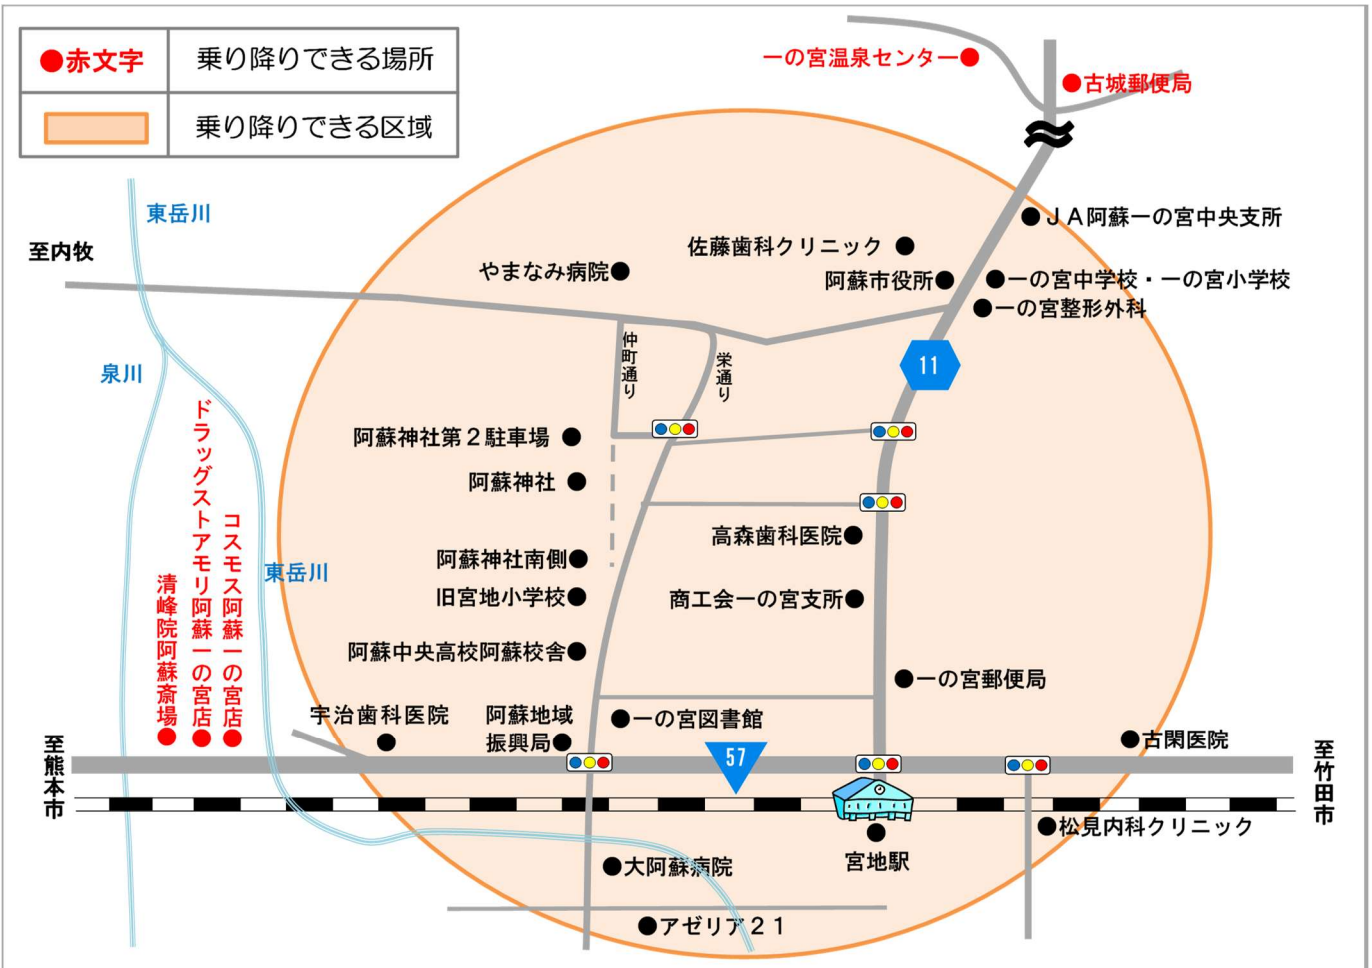 ●赤文字
乗り降りできる場所
乗り降りできる区域
一の宮温泉センター
古城郵便局
東岳川
至内牧
ＪＡ阿蘇一の宮中央支所
佐藤歯科クリニック
やまなみ病院
阿蘇市役所
一の宮中学校・一の宮小学校
一の宮整形外科
仲町通り
栄通り
11
泉川
ドラッグストアモリ阿蘇一の宮店
コスモス阿蘇一の宮店
清峰院阿蘇斎場
東岳川
阿蘇神社第２駐車場
阿蘇神社
高森歯科医院
阿蘇神社南側
旧宮地小学校
商工会一の宮支所
阿蘇中央高校阿蘇校舎
一の宮郵便局
宇治歯科医院
阿蘇地域
振興局
一の宮図書館
古閑医院
57
至熊本市
至竹田市
松見内科クリニック
宮地駅
大阿蘇病院
アゼリア２１